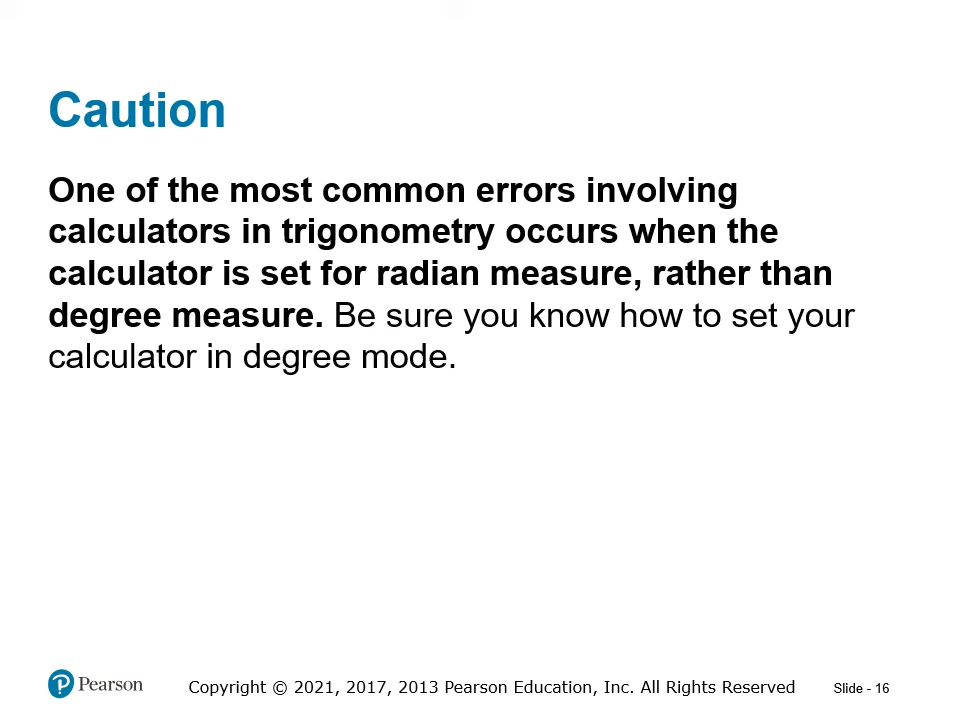 Caution
One of the most common errors involving
calculators in trigonometry occurs when the
calculator is set for radian measure, rather than
degree measure. Be sure you know how to set your
calculator in degree mode.
P Pearson
Copyright © 2021, 2017, 2013 Pearson Education, Inc. All Rights Reserved
Slide - 16